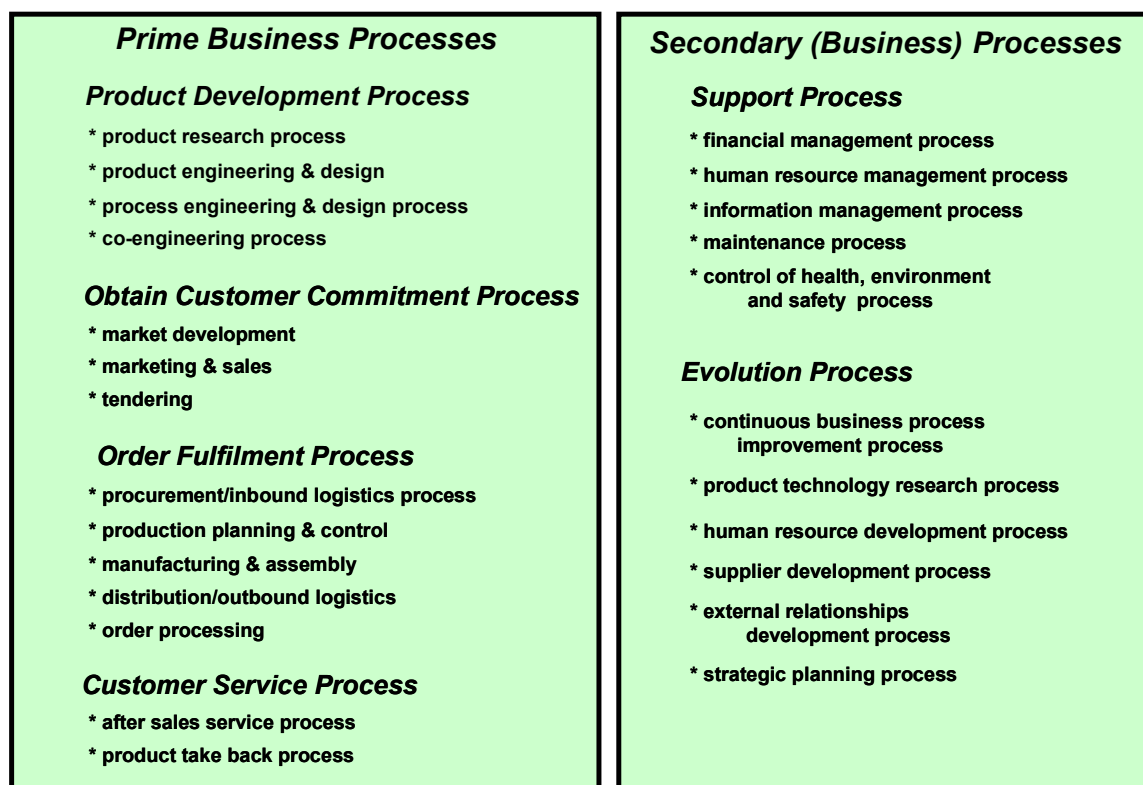 Prime Business Processes
Product Development Process
* product research process
* product engineering & design
* process engineering & design process
* co-engineering process
Obtain Customer Commitment Process
* market development
* marketing & sales
* tendering
Order Fulfilment Process
* procurement/inbound logistics process
* production planning & control
* manufacturing & assembly
* distribution/outbound logistics
* order processing
Customer Service Process
* after sales service process
* product take back process
Secondary (Business) Processes
Support Process
* financial management process
* human resource management process
* information management process
* maintenance process
* control of health, environment
and safety process
Evolution Process
* continuous business process
improvement process
* product technology research process
* human resource development process
* supplier development process
* external relationships
development process
* strategic planning process